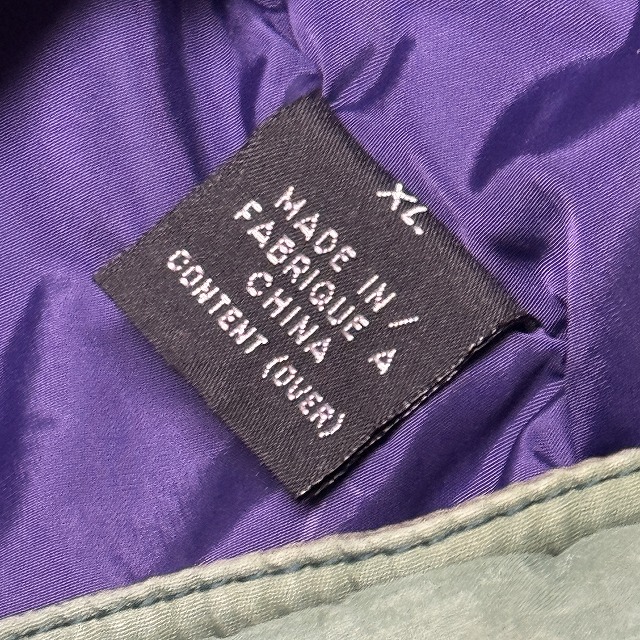 XL
MADE IN/
FABRIQUE A
CHINA
CONTENT (OVER)